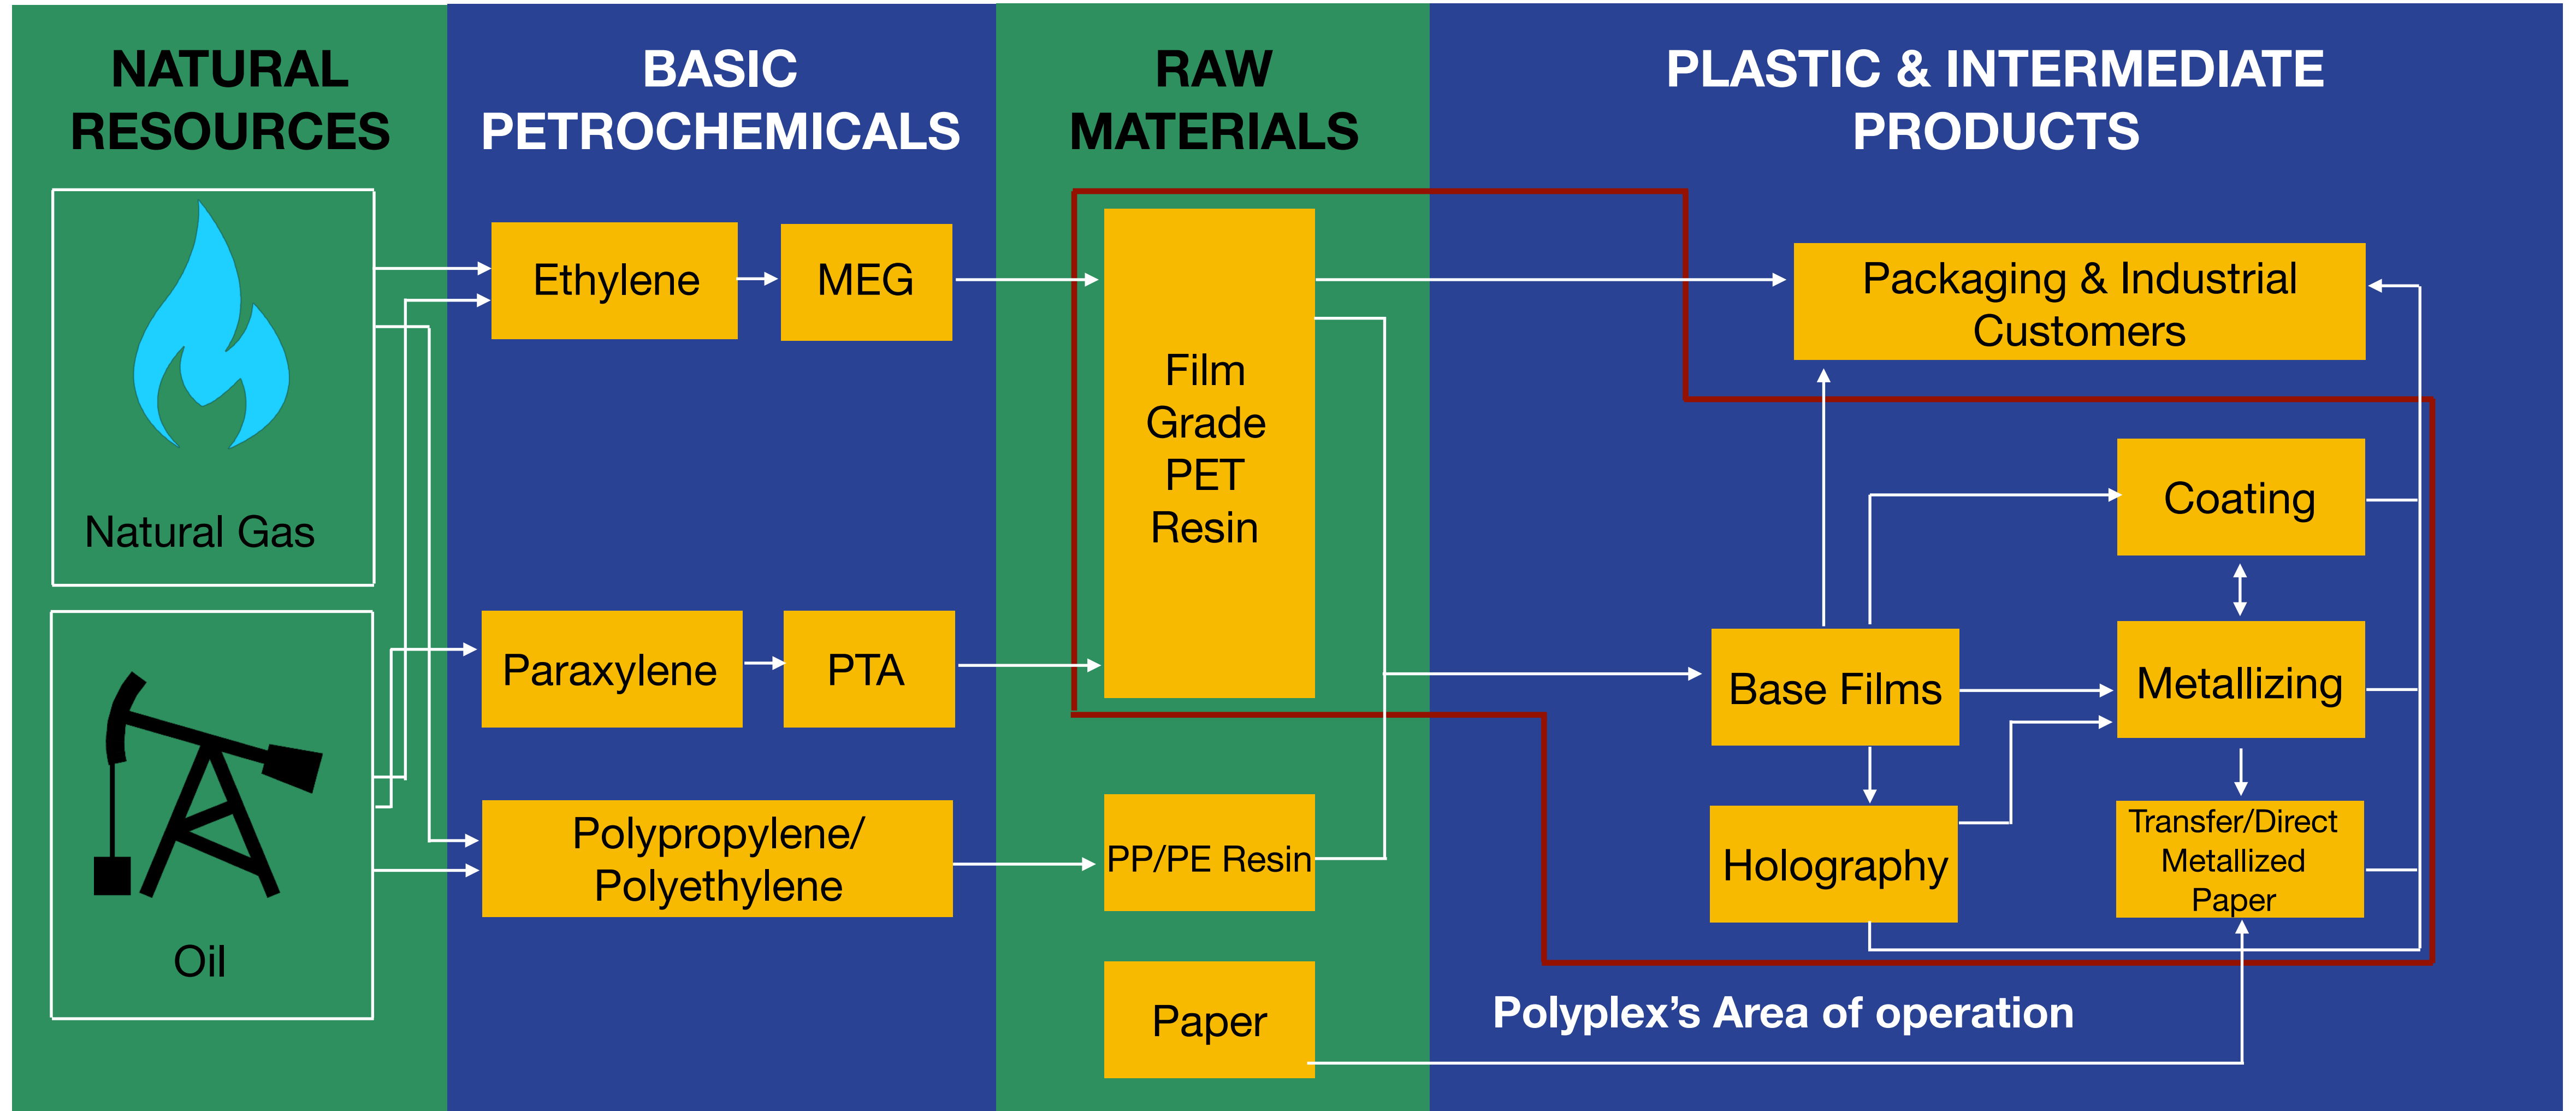 NATURAL
RESOURCES
BASIC
PETROCHEMICALS
RAW
MATERIALS
PLASTIC & INTERMEDIATE
PRODUCTS
Natural Gas
Oil
Ethylene
MEG
Paraxylene
PTA
Polypropylene/
Polyethylene
Film
Grade
PET
Resin
PP/PE Resin
Paper
Packaging & Industrial
Customers
Coating
Base Films
Metallizing
Holography
Transfer/Direct
Metallized
Paper
Polyplex’s Area of operation